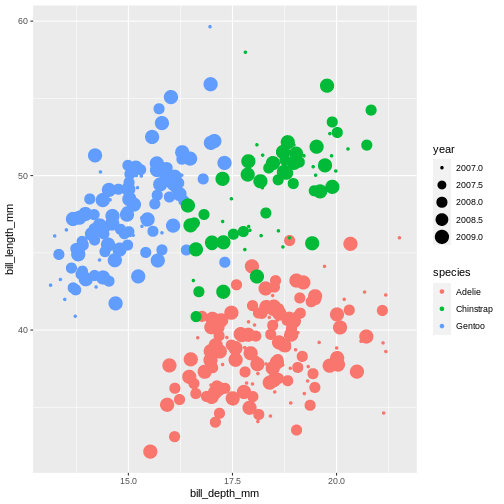 60
50
40
bill_length_mm
15.0
17.5
20.0
bill_depth_mm
year
2007.0
2007.5
2008.0
2008.5
2009.0
species
Adelie
Chinstrap
Gentoo